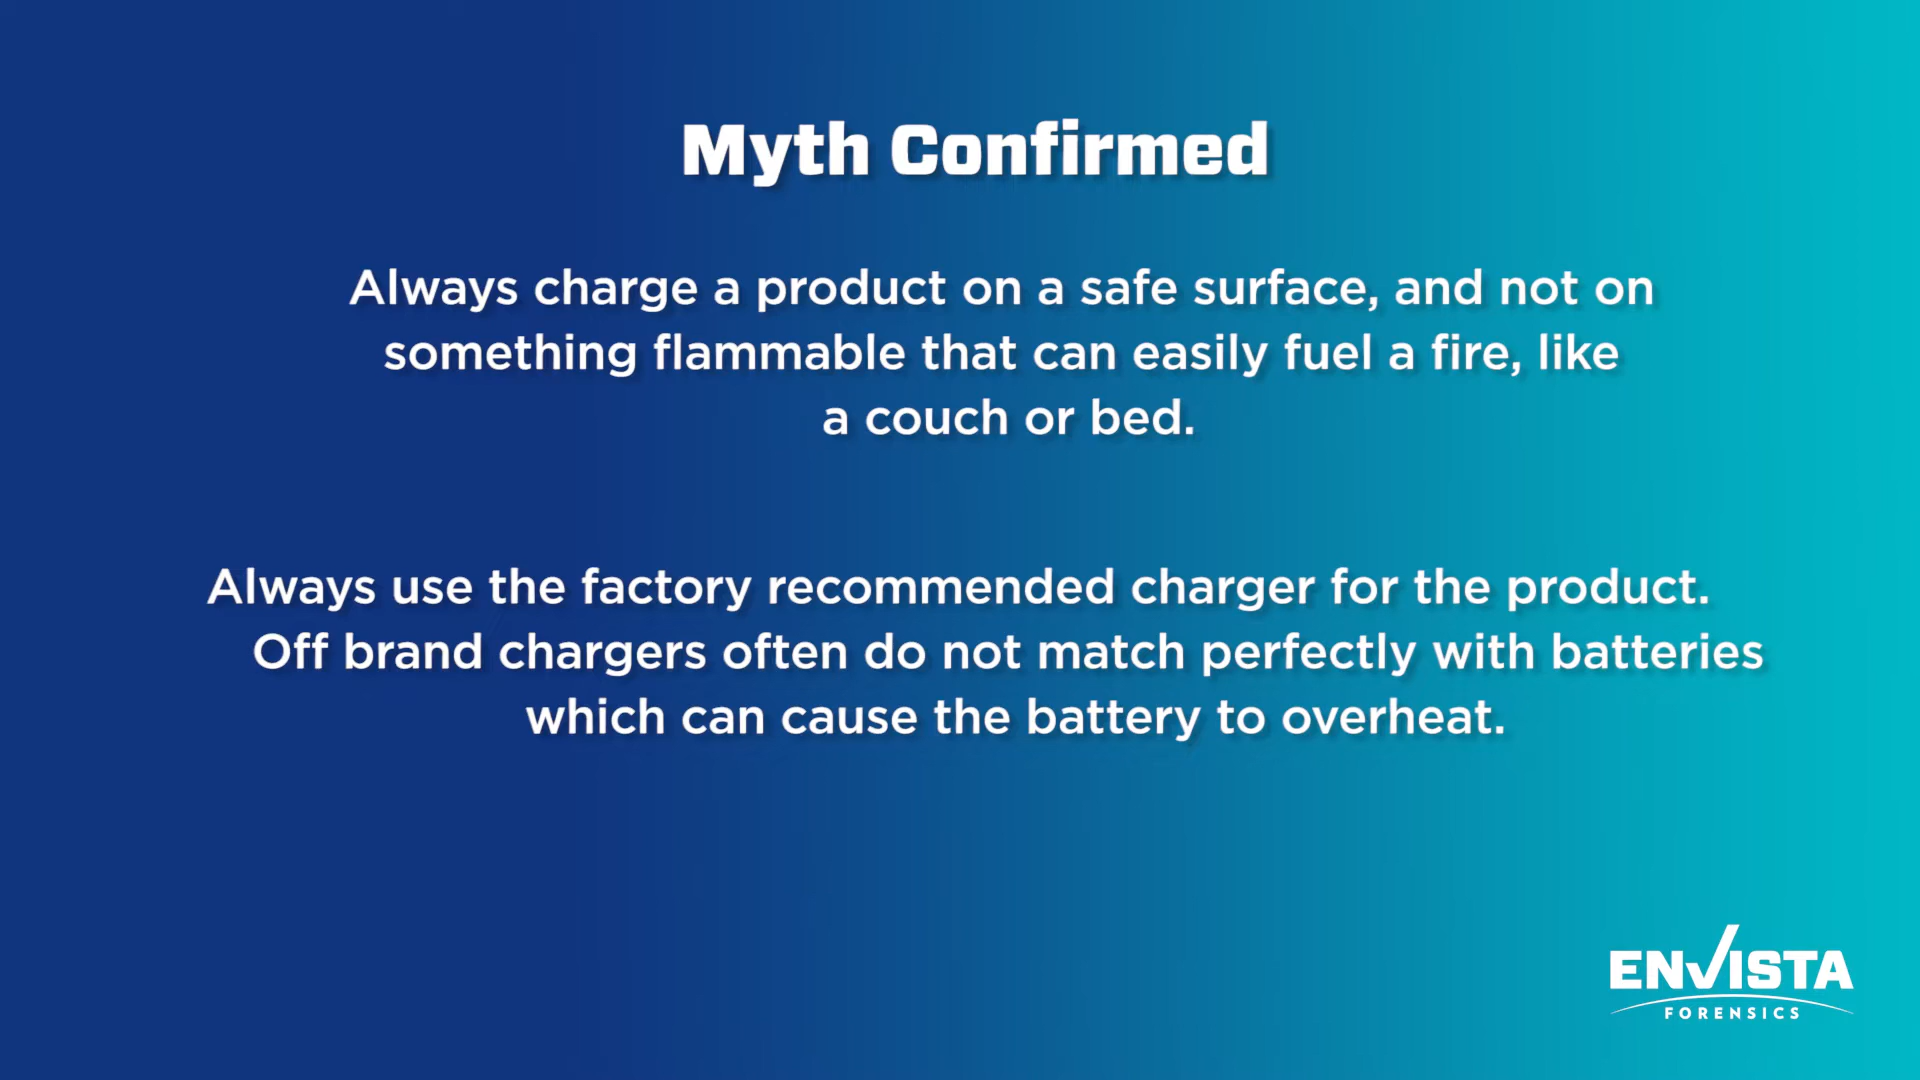 Myth Confirmed
Always charge a product on a safe surface, and not on
something flammable that can easily fuel a fire, like
a couch or bed.
Always use the factory recommended charger for the product.
Off brand chargers often do not match perfectly with batteries
which can cause the battery to overheat.
ENVISTA
FORENSICS